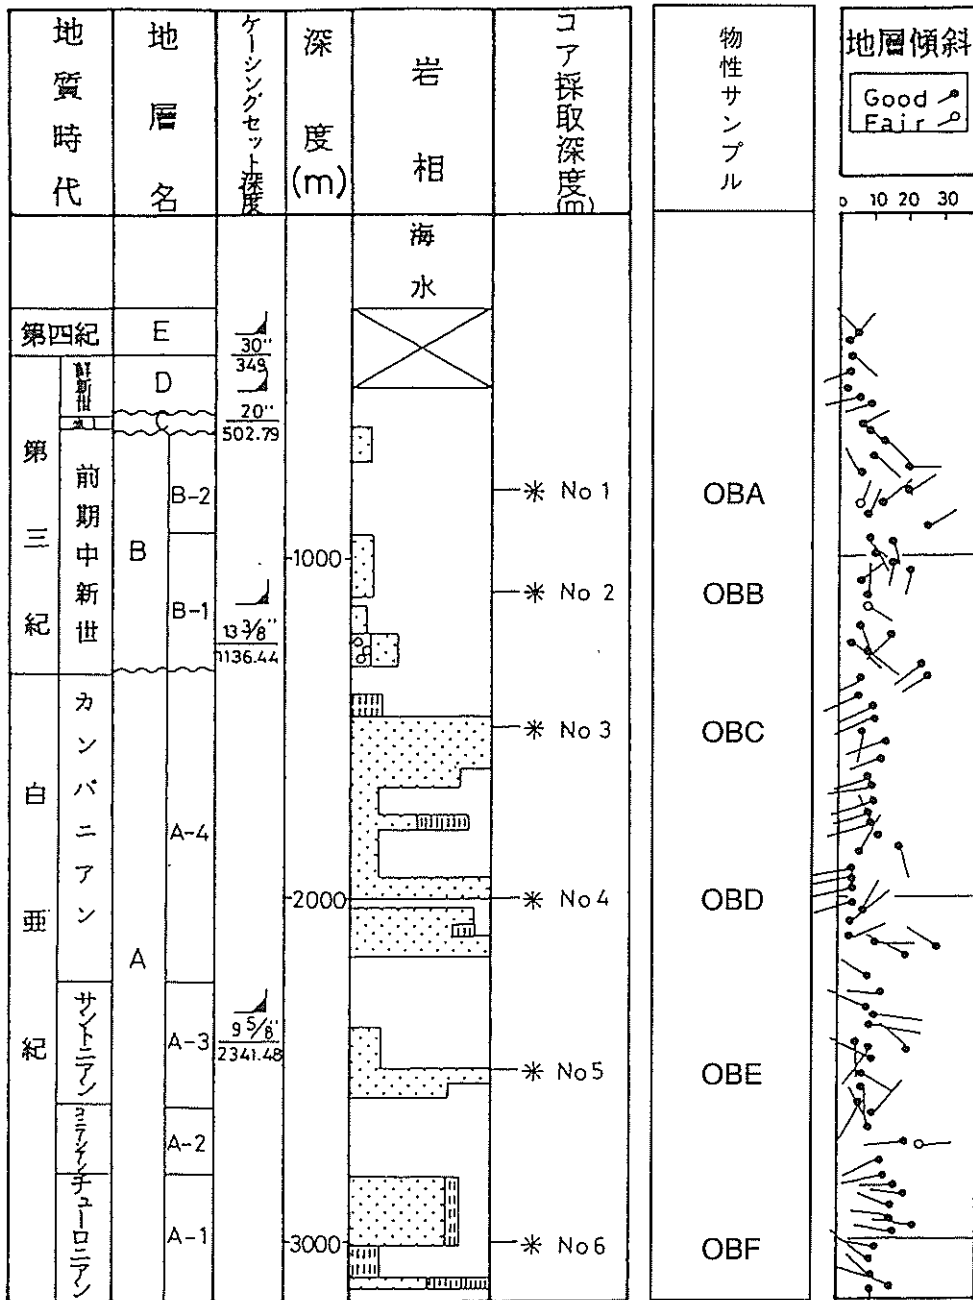 地質時代
地層名
ケーシングセット深度
深度(m)
岩相
コア採取深度(m)
物性サンプル
地層傾斜
Good
Fair
0 10 20 30
海水
第四紀
E
30"
349
D
20"
502.79
C
第三紀
前期中新世
B
B-2
No 1
OBA
1000
B-1
No 2
OBB
13 3/8"
1136.44
白亜紀
カンパニアン
A
A-4
No 3
OBC
2000
No 4
OBD
サントニアン
A-3
9 5/8"
2341.48
No 5
OBE
A-2
チューロニアン
A-1
3000
No 6
OBF